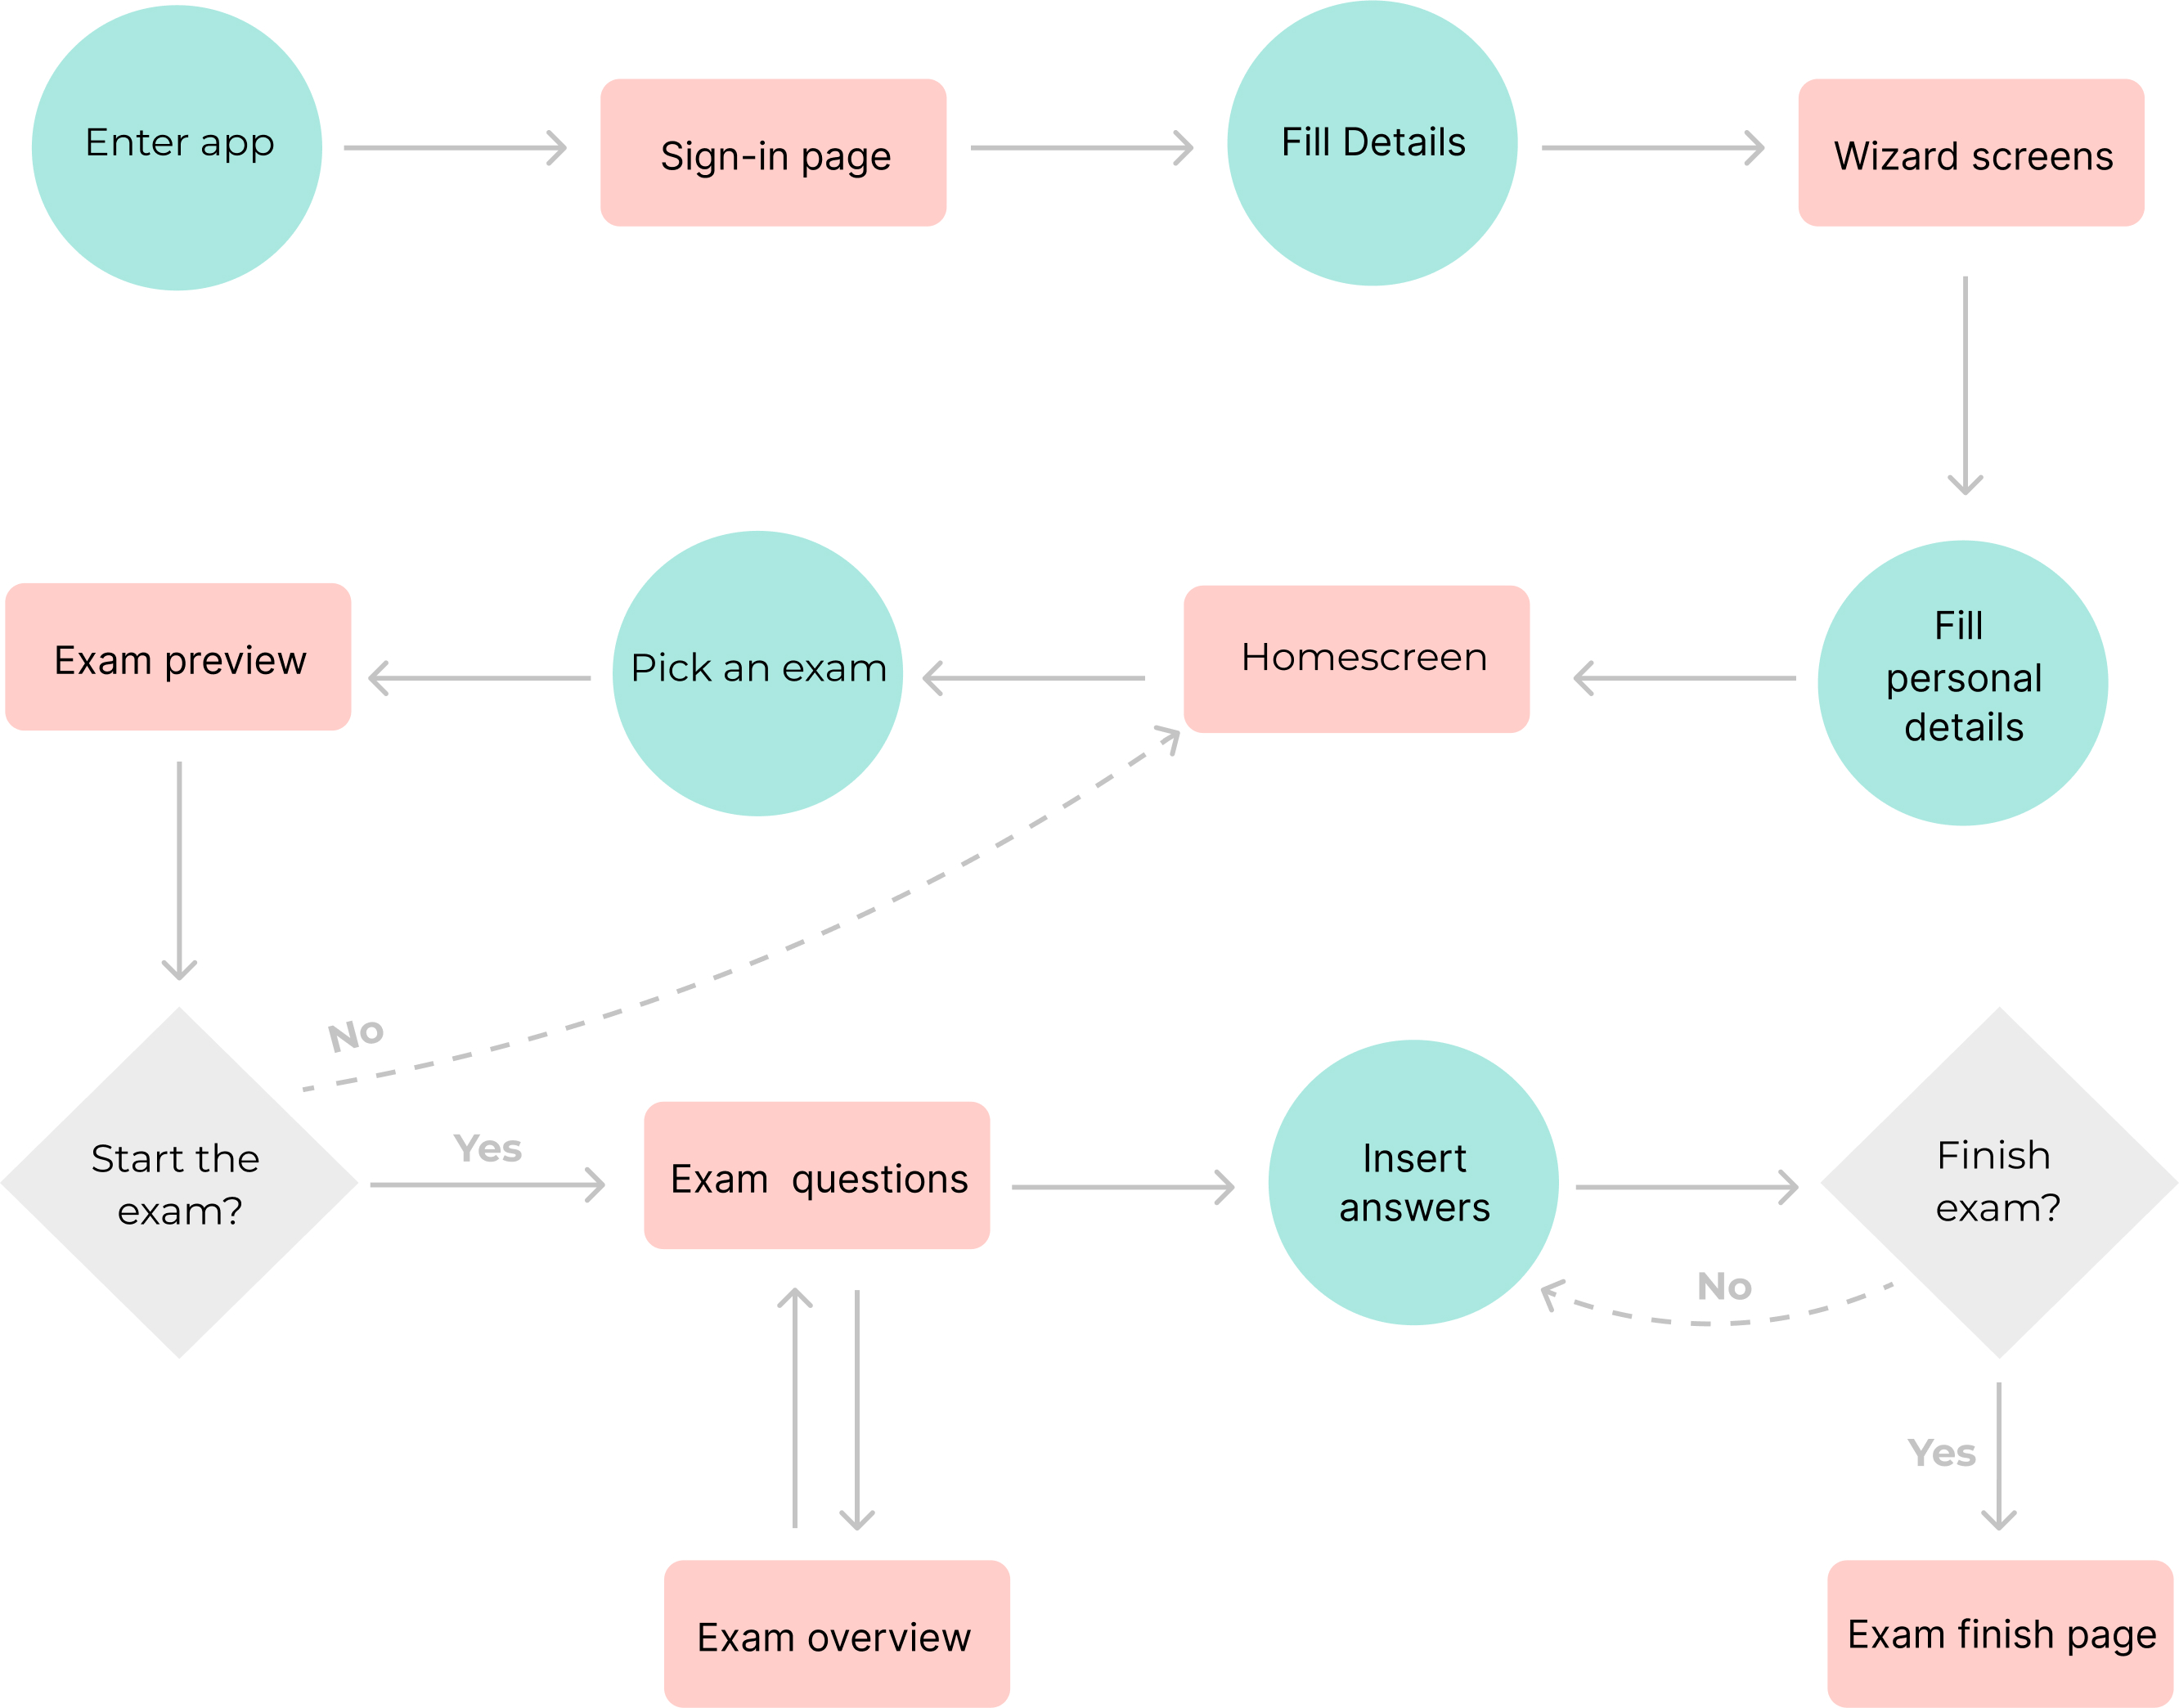 Enter app
Sign-in page
Fill Details
Wizard screens
Fill
personal
details
Homescreen
Pick an exam
Exam preview
No
Start the
exam?
Yes
Exam questions
Insert
answers
Finish
exam?
No
Yes
Exam overview
Exam finish page